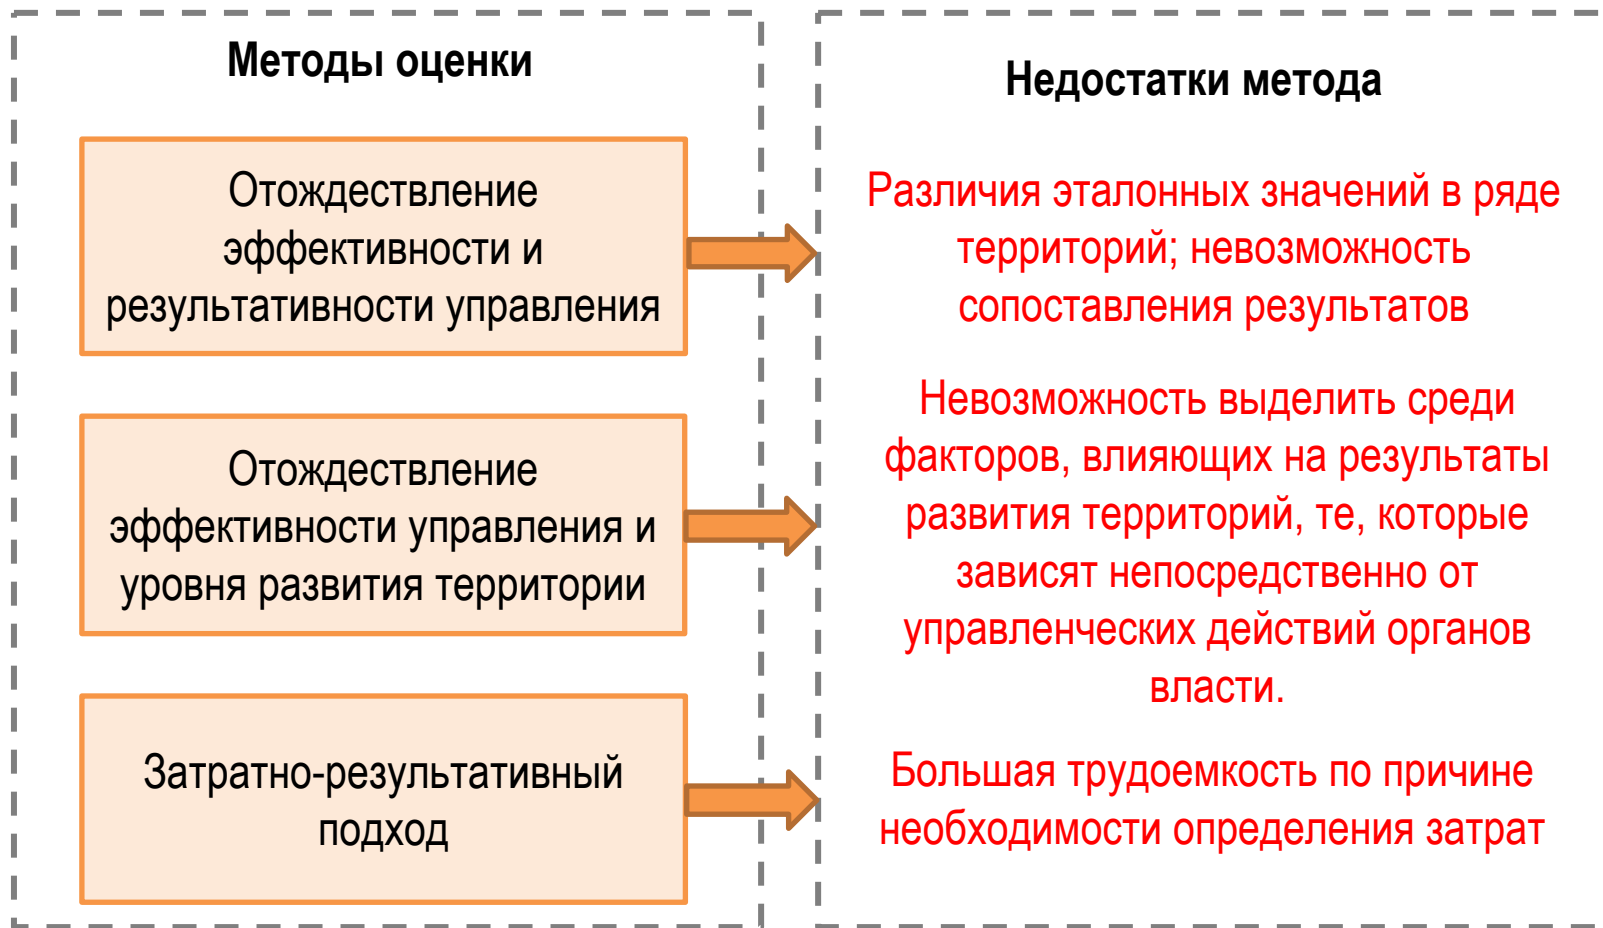 Методы оценки
Отождествление
эффективности и
результативности управления
Отождествление
эффективности управления и
уровня развития территории
Затратно-результативный
подход
Недостатки метода
Различия эталонных значений в ряде
территорий; невозможность
сопоставления результатов
Невозможность выделить среди
факторов, влияющих на результаты
развития территорий, те, которые
зависят непосредственно от
управленческих действий органов
власти.
Большая трудоемкость по причине
необходимости определения затрат